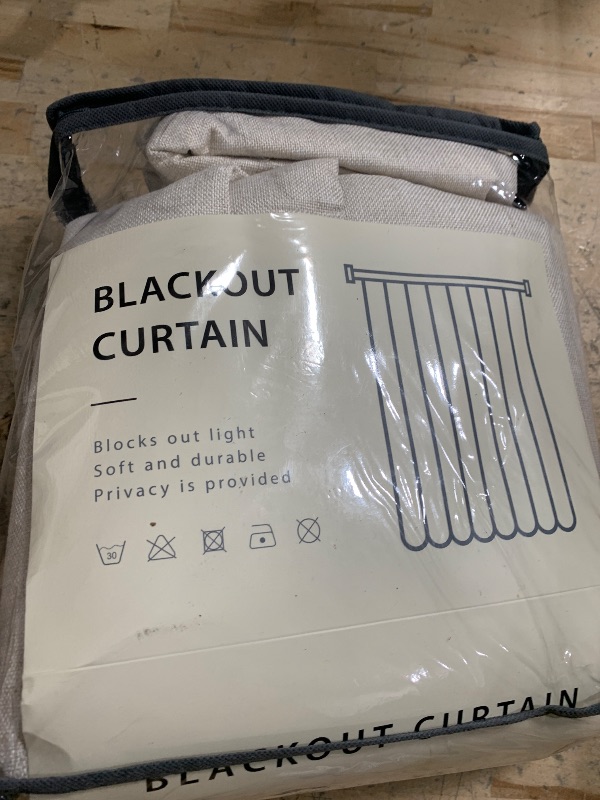 BLACKOUT
CURTAIN
Blocks out light
Soft and durable
Privacy is provided
30
BLACKOUT CURTAIN